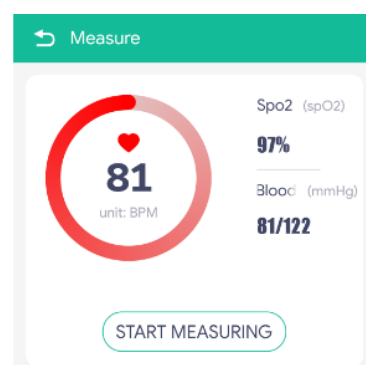 Measure
81
unit: BPM
Spo2 (spO2)
97%
Blood (mmHg)
81/122
START MEASURING